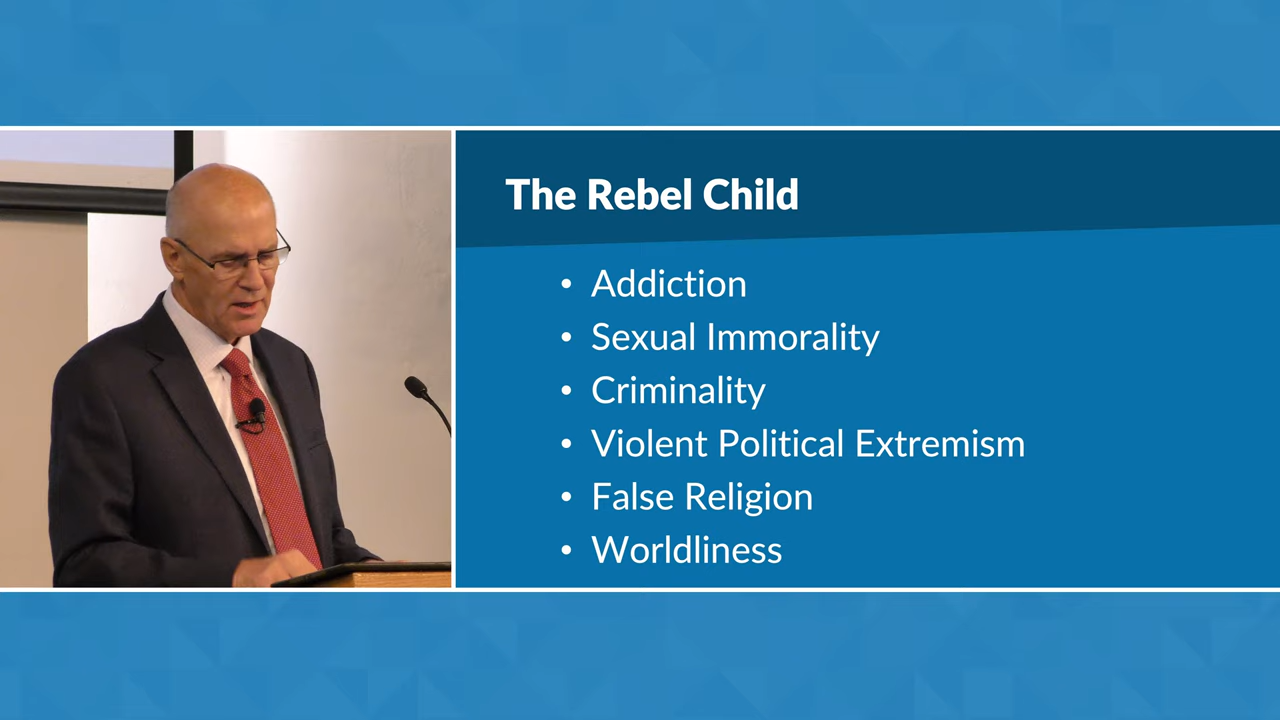 The Rebel Child
• Addiction
• Sexual Immorality
• Criminality
• Violent Political Extremism
• False Religion
• Worldliness